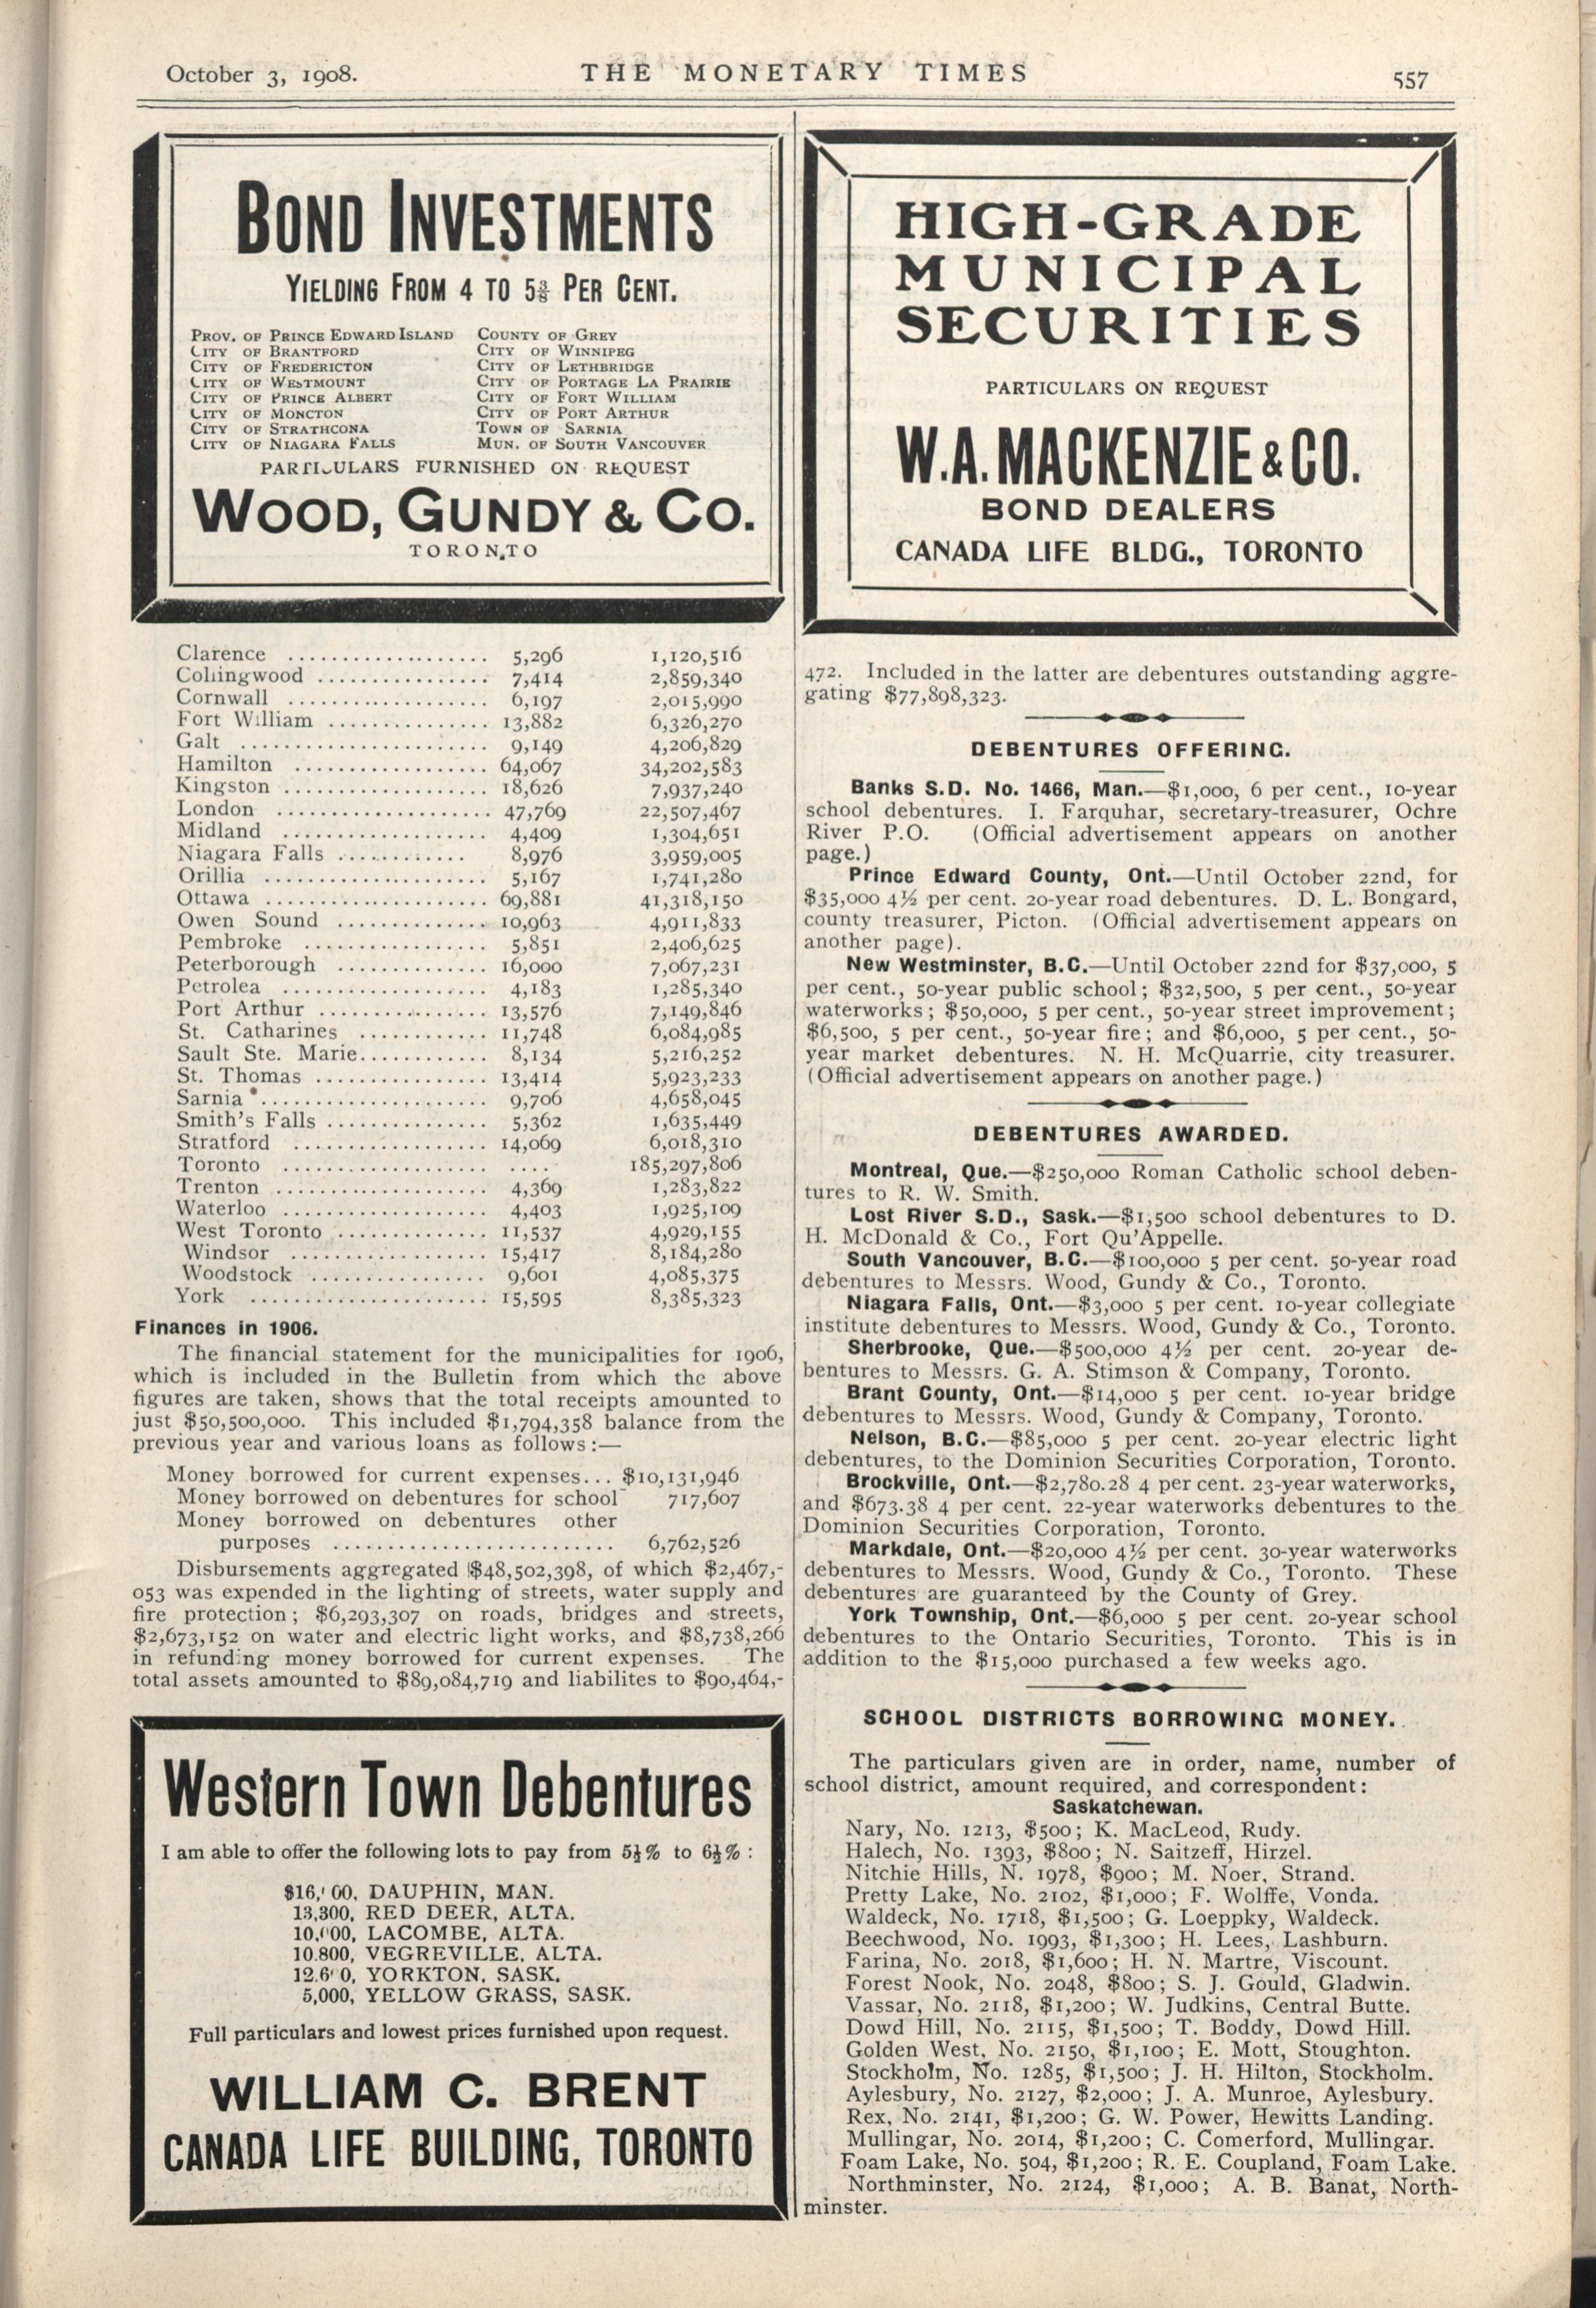 October 3, 1908.
THE MONETARY TIMES
557
BOND INVESTMENTS
YIELDING FROM 4 TO 5¾ PER CENT.
PROV. OF PRINCE EDWARD ISLAND
CITY OF BRANTFORD
CITY OF FREDERICTON
CITY OF WESTMOUNT
CITY OF PRINCE ALBERT
CITY OF MONCTON
CITY OF STRATHCONA
CITY OF NIAGARA FALLS
COUNTY OF GREY
CITY OF WINNIPEG
CITY OF LETHBRIDGE
CITY OF PORTAGE LA PRAIRIE
CITY OF FORT WILLIAM
CITY OF PORT ARTHUR
TOWN OF SARNIA
MUN. OF SOUTH VANCOUVER
PARTICULARS FURNISHED ON REQUEST
WOOD, GUNDY & CO.
TORONTO
Clarence ................... 5,296 1,120,516
Collingwood ................ 7,414 2,859,340
Cornwall ................... 6,197 2,015,990
Fort William ............... 13,882 6,326,270
Galt ....................... 9,149 4,206,829
Hamilton .................. 64,067 34,202,583
Kingston ................... 18,626 7,937,240
London .................... 47,769 22,507,467
Midland ................... 4,409 1,304,651
Niagara Falls ............ 8,976 3,959,005
Orillia ..................... 5,167 1,741,280
Ottawa ..................... 69,881 41,318,150
Owen Sound .............. 10,963 4,911,833
Pembroke ................. 5,851 2,406,625
Peterborough .............. 16,000 7,067,231
Petrolea ................... 4,183 1,285,340
Port Arthur ................ 13,576 7,149,846
St. Catharines ............ 11,748 6,084,985
Sault Ste. Marie............ 8,134 5,216,252
St. Thomas ................ 13,414 5,923,233
Sarnia ..................... 9,706 4,658,045
Smith's Falls ............... 5,362 1,635,449
Stratford .................. 14,069 6,018,310
Toronto ................... .... 185,297,806
Trenton .................... 4,369 1,283,822
Waterloo ................... 4,403 1,925,109
West Toronto .............. 11,537 4,929,155
Windsor ................... 15,417 8,184,280
Woodstock ................ 9,601 4,085,375
York ...................... 15,595 8,385,323
Finances in 1906.
The financial statement for the municipalities for 1906,
which is included in the Bulletin from which the above
figures are taken, shows that the total receipts amounted to
just $50,500,000. This included $1,794,358 balance from the
previous year and various loans as follows:—
Money borrowed for current expenses... $10,131,946
Money borrowed on debentures for school 717,607
Money borrowed on debentures other
purposes .......................... 6,762,526
Disbursements aggregated $48,502,398, of which $2,467,-
053 was expended in the lighting of streets, water supply and
fire protection; $6,293,307 on roads, bridges and streets,
$2,673,152 on water and electric light works, and $8,738,266
in refunding money borrowed for current expenses. The
total assets amounted to $89,084,719 and liabilites to $90,464,-
Western Town Debentures
I am able to offer the following lots to pay from 5½% to 6½% :
DAUPHIN, MAN.
13,300, RED DEER, ALTA.
LACOMBE, ALTA.
10.800, VEGREVILLE, ALTA.
YORKTON, SASK.
5,000, YELLOW GRASS, SASK.
Full particulars and lowest prices furnished upon request.
WILLIAM C. BRENT
CANADA LIFE BUILDING, TORONTO
HIGH-GRADE
MUNICIPAL
SECURITIES
PARTICULARS ON REQUEST
W.A. MACKENZIE & CO.
BOND DEALERS
CANADA LIFE BLDG., TORONTO
472. Included in the latter are debentures outstanding aggre-
gating $77,898,323.
DEBENTURES OFFERING.
Banks S.D. No. 1466, Man.—$1,000, 6 per cent., 10-year
school debentures. I. Farquhar, secretary-treasurer, Ochre
River P.O. (Official advertisement appears on another
page.)
Prince Edward County, Ont.—Until October 22nd, for
$35,000 4½ per cent. 20-year road debentures. D. L. Bongard,
county treasurer, Picton. (Official advertisement appears on
another page).
New Westminster, B.C.—Until October 22nd for $37,000, 5
per cent., 50-year public school; $32,500, 5 per cent., 50-year
waterworks; $50,000, 5 per cent., 50-year street improvement;
$6,500, 5 per cent., 50-year fire; and $6,000, 5 per cent., 50-
year market debentures. N. H. McQuarrie, city treasurer.
(Official advertisement appears on another page.)
DEBENTURES AWARDED.
Montreal, Que.—$250,000 Roman Catholic school deben-
tures to R. W. Smith.
Lost River S.D., Sask.—$1,500 school debentures to D.
H. McDonald & Co., Fort Qu'Appelle.
South Vancouver, B.C.—$100,000 5 per cent. 50-year road
debentures to Messrs. Wood, Gundy & Co., Toronto.
Niagara Falls, Ont.—$3,000 5 per cent. 10-year collegiate
institute debentures to Messrs. Wood, Gundy & Co., Toronto.
Sherbrooke, Que.—$500,000 4½ per cent. 20-year de-
bentures to Messrs. G. A. Stimson & Company, Toronto.
Brant County, Ont.—$14,000 5 per cent. 10-year bridge
debentures to Messrs. Wood, Gundy & Company, Toronto.
Nelson, B.C.—$85,000 5 per cent. 20-year electric light
debentures, to the Dominion Securities Corporation, Toronto.
Brockville, Ont.—$2,780.28 4 per cent. 23-year waterworks,
and $673.38 4 per cent. 22-year waterworks debentures to the
Dominion Securities Corporation, Toronto.
Markdale, Ont.—$20,000 4½ per cent. 30-year waterworks
debentures to Messrs. Wood, Gundy & Co., Toronto. These
debentures are guaranteed by the County of Grey.
York Township, Ont.—$6,000 5 per cent. 20-year school
debentures to the Ontario Securities, Toronto. This is in
addition to the $15,000 purchased a few weeks ago.
SCHOOL DISTRICTS BORROWING MONEY.
The particulars given are in order, name, number of
school district, amount required, and correspondent:
Saskatchewan.
Nary, No. 1213, $500; K. MacLeod, Rudy.
Halech, No. 1393, $800; N. Saitzeff, Hirzel.
Nitchie Hills, N. 1978, $900; M. Noer, Strand.
Pretty Lake, No. 2102, $1,000; F. Wolffe, Vonda.
Waldeck, No. 1718, $1,500; G. Loeppky, Waldeck.
Beechwood, No. 1993, $1,300; H. Lees, Lashburn.
Farina, No. 2018, $1,600; H. N. Martre, Viscount.
Forest Nook, No. 2048, $800; S. J. Gould, Gladwin.
Vassar, No. 2118, $1,200; W. Judkins, Central Butte.
Dowd Hill, No. 2115, $1,500; T. Boddy, Dowd Hill.
Golden West, No. 2150, $1,100; E. Mott, Stoughton.
Stockholm, No. 1285, $1,500; J. H. Hilton, Stockholm.
Aylesbury, No. 2127, $2,000; J. A. Munroe, Aylesbury.
Rex, No. 2141, $1,200; G. W. Power, Hewitts Landing.
Mullingar, No. 2014, $1,200; C. Comerford, Mullingar.
Foam Lake, No. 504, $1,200; R. E. Coupland, Foam Lake.
Northminster, No. 2124, $1,000; A. B. Banat, North-
minster.